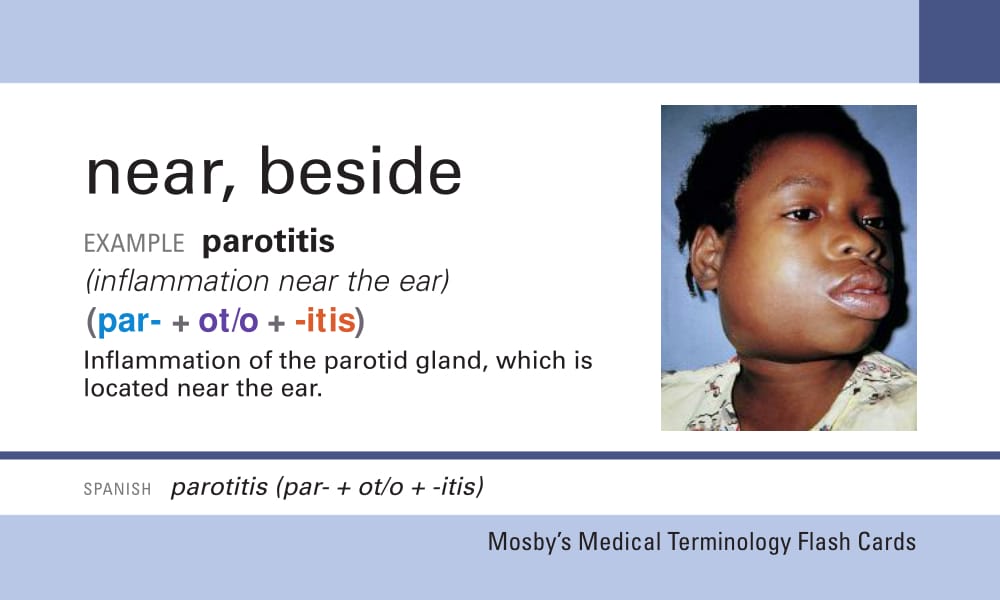 near, beside
EXAMPLE parotitis
(inflammation near the ear)
(par- + ot/o + -itis)
Inflammation of the parotid gland, which is
located near the ear.
SPANISH parotitis (par- + ot/o + -itis)
Mosby's Medical Terminology Flash Cards